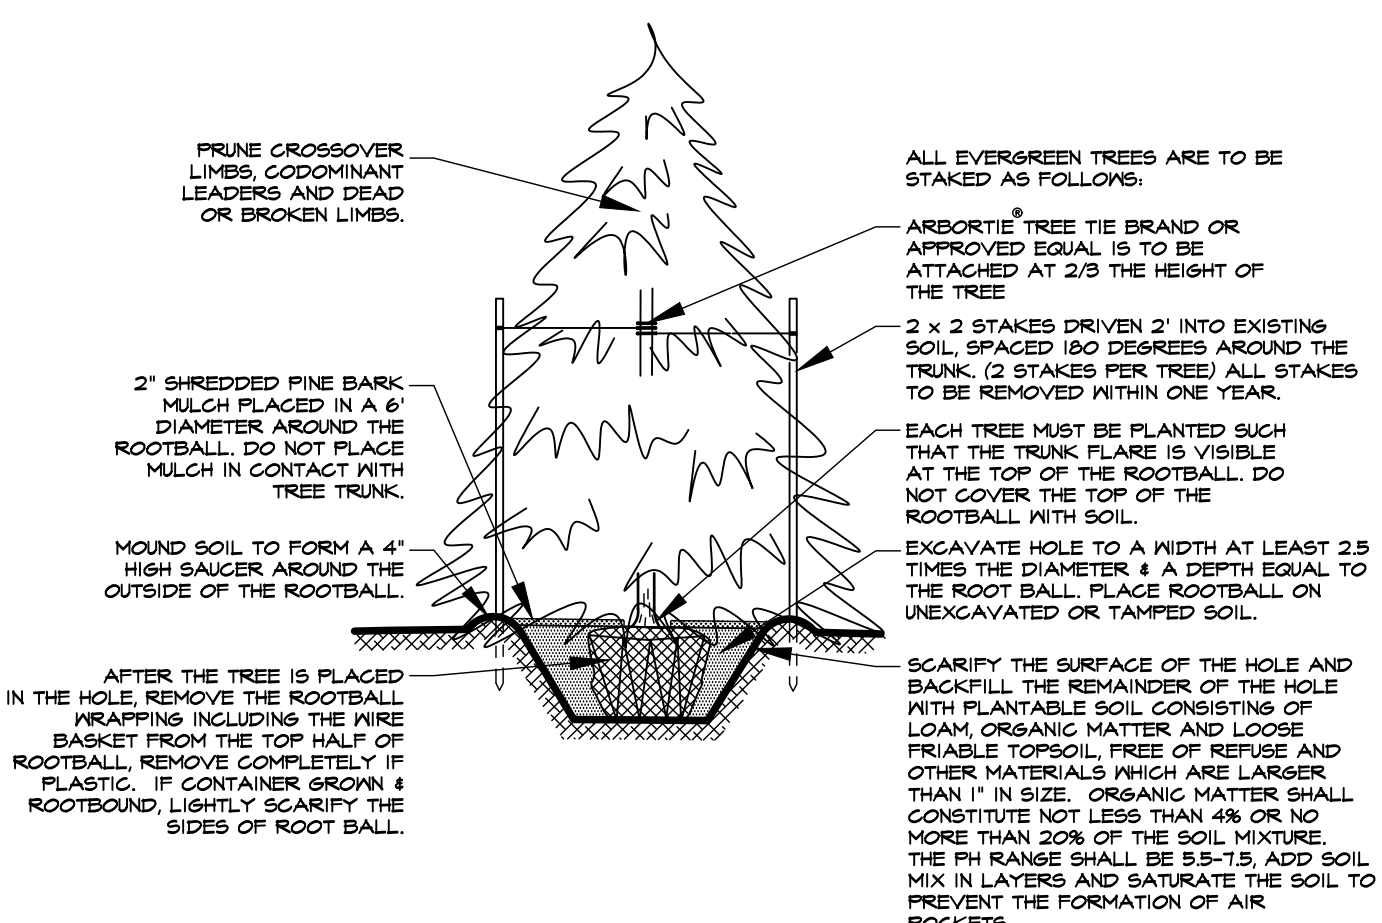 PRUNE CROSSOVER
LIMBS, CODOMINANT
LEADERS AND DEAD
OR BROKEN LIMBS.
2" SHREDDED PINE BARK
MULCH PLACED IN A 6'
DIAMETER AROUND THE
ROOTBALL. DO NOT PLACE
MULCH IN CONTACT WITH
TREE TRUNK.
MOUND SOIL TO FORM A 4"
HIGH SAUCER AROUND THE
OUTSIDE OF THE ROOTBALL.
AFTER THE TREE IS PLACED
IN THE HOLE, REMOVE THE ROOTBALL
WRAPPING INCLUDING THE WIRE
BASKET FROM THE TOP HALF OF
ROOTBALL, REMOVE COMPLETELY IF
PLASTIC. IF CONTAINER GROWN &
ROOTBOUND, LIGHTLY SCARIFY THE
SIDES OF ROOT BALL.
ALL EVERGREEN TREES ARE TO BE
STAKED AS FOLLOWS:
ARBORTIE® TREE TIE BRAND OR
APPROVED EQUAL IS TO BE
ATTACHED AT 2/3 THE HEIGHT OF
THE TREE
2 x 2 STAKES DRIVEN 2' INTO EXISTING
SOIL, SPACED 180 DEGREES AROUND THE
TRUNK. (2 STAKES PER TREE) ALL STAKES
TO BE REMOVED WITHIN ONE YEAR.
EACH TREE MUST BE PLANTED SUCH
THAT THE TRUNK FLARE IS VISIBLE
AT THE TOP OF THE ROOTBALL. DO
NOT COVER THE TOP OF THE
ROOTBALL WITH SOIL.
EXCAVATE HOLE TO A WIDTH AT LEAST 2.5
TIMES THE DIAMETER & A DEPTH EQUAL TO
THE ROOT BALL. PLACE ROOTBALL ON
UNEXCAVATED OR TAMPED SOIL.
SCARIFY THE SURFACE OF THE HOLE AND
BACKFILL THE REMAINDER OF THE HOLE
WITH PLANTABLE SOIL CONSISTING OF
LOAM, ORGANIC MATTER AND LOOSE
FRIABLE TOPSOIL, FREE OF REFUSE AND
OTHER MATERIALS WHICH ARE LARGER
THAN 1" IN SIZE. ORGANIC MATTER SHALL
CONSTITUTE NOT LESS THAN 4% OR NO
MORE THAN 20% OF THE SOIL MIXTURE.
THE PH RANGE SHALL BE 5.5-7.5, ADD SOIL
MIX IN LAYERS AND SATURATE THE SOIL TO
PREVENT THE FORMATION OF AIR